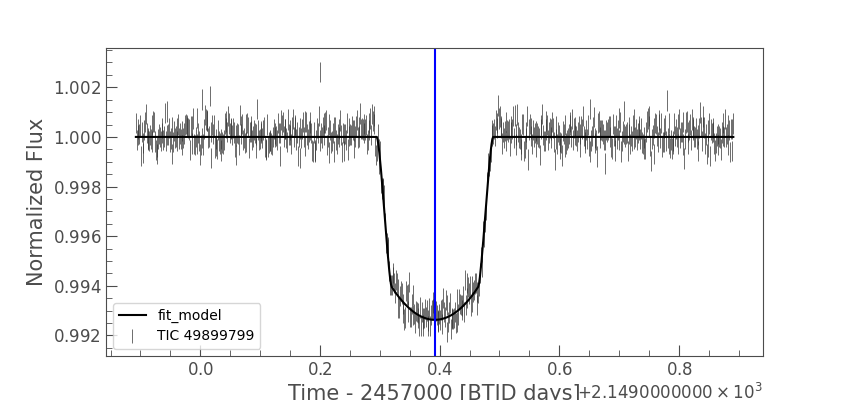 1.002
1.000
0.998
0.996
0.994
0.992
Normalized Flux
fit_model
TIC 49899799
0.0 0.2 0.4 0.6 0.8
Time - 2457000 [BTJD days]
+2.1490000000 × 10³